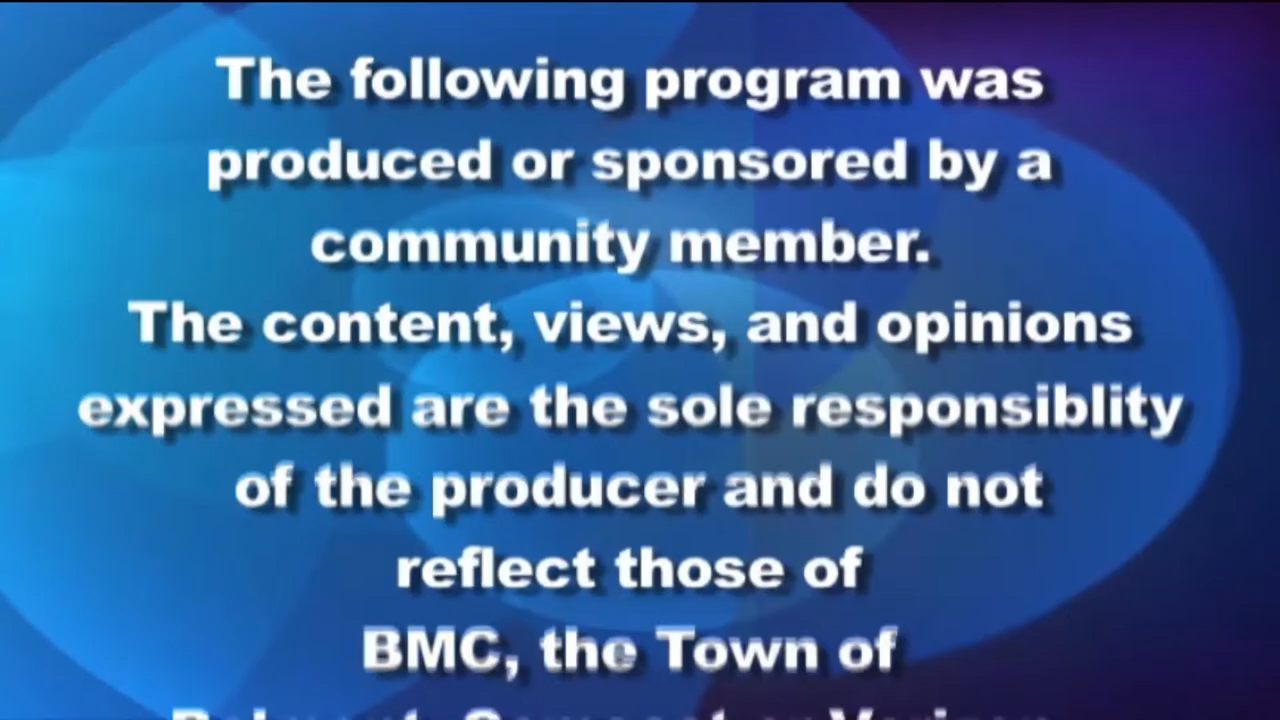 The following program was
produced or sponsored by a
community member.
The content, views, and opinions
expressed are the sole responsiblity
of the producer and do not
reflect those of
BMC, the Town of